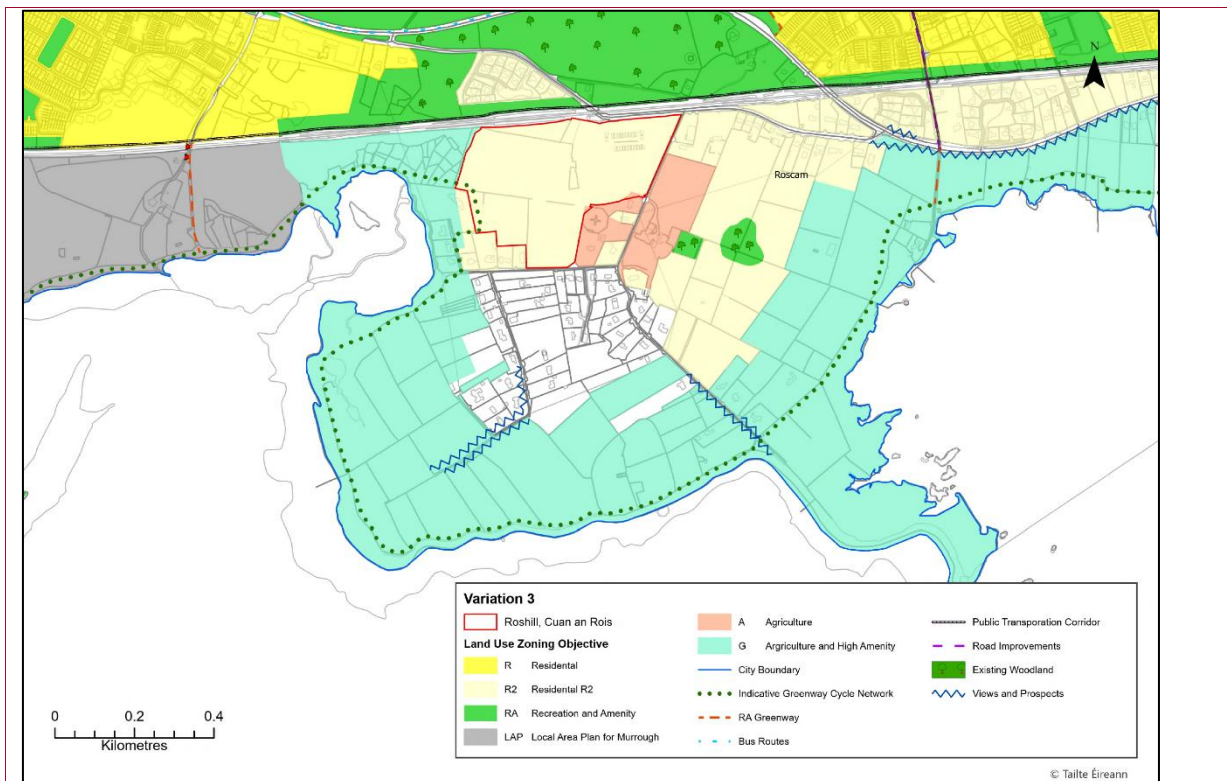 N
Roscam
Variation 3
Roshill, Cuan an Rois
Land Use Zoning Objective
R Residental
R2 Residental R2
RA Recreation and Amenity
LAP Local Area Plan for Murrough
A Agriculture
G Argriculture and High Amenity
City Boundary
Indicative Greenway Cycle Network
RA Greenway
Bus Routes
Public Transporation Corridor
Road Improvements
Existing Woodland
Views and Prospects
0 0.2 0.4
Kilometres
© Tailte Éireann